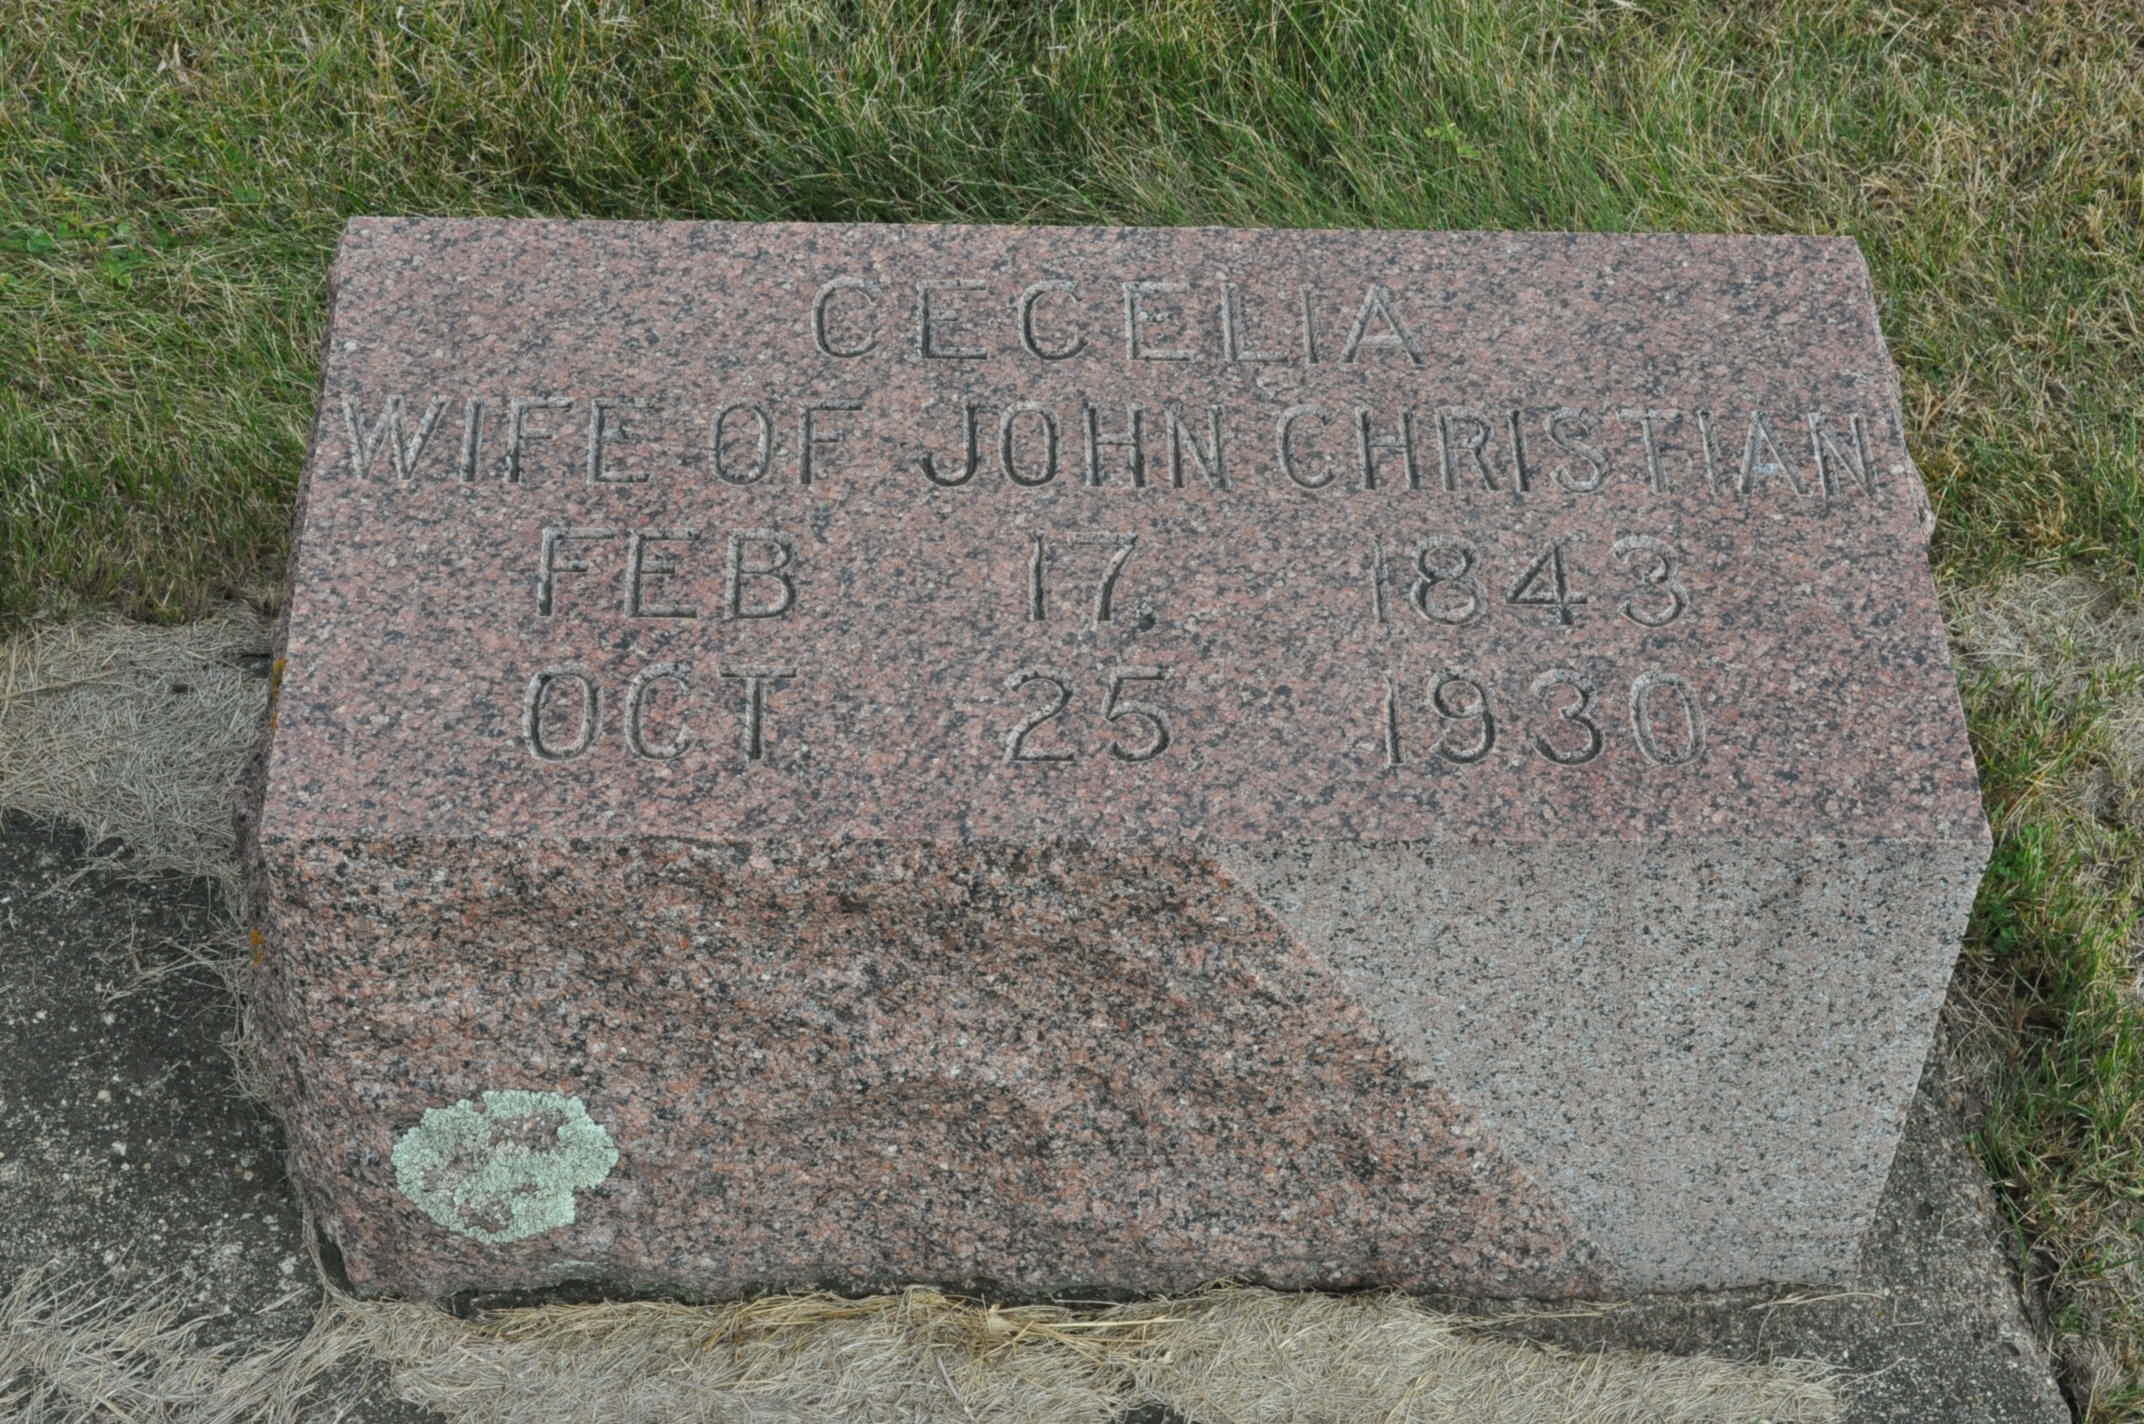 CECELIA
WIFE OF JOHN CHRISTIAN
FEB 17, 1843
OCT 25, 1930